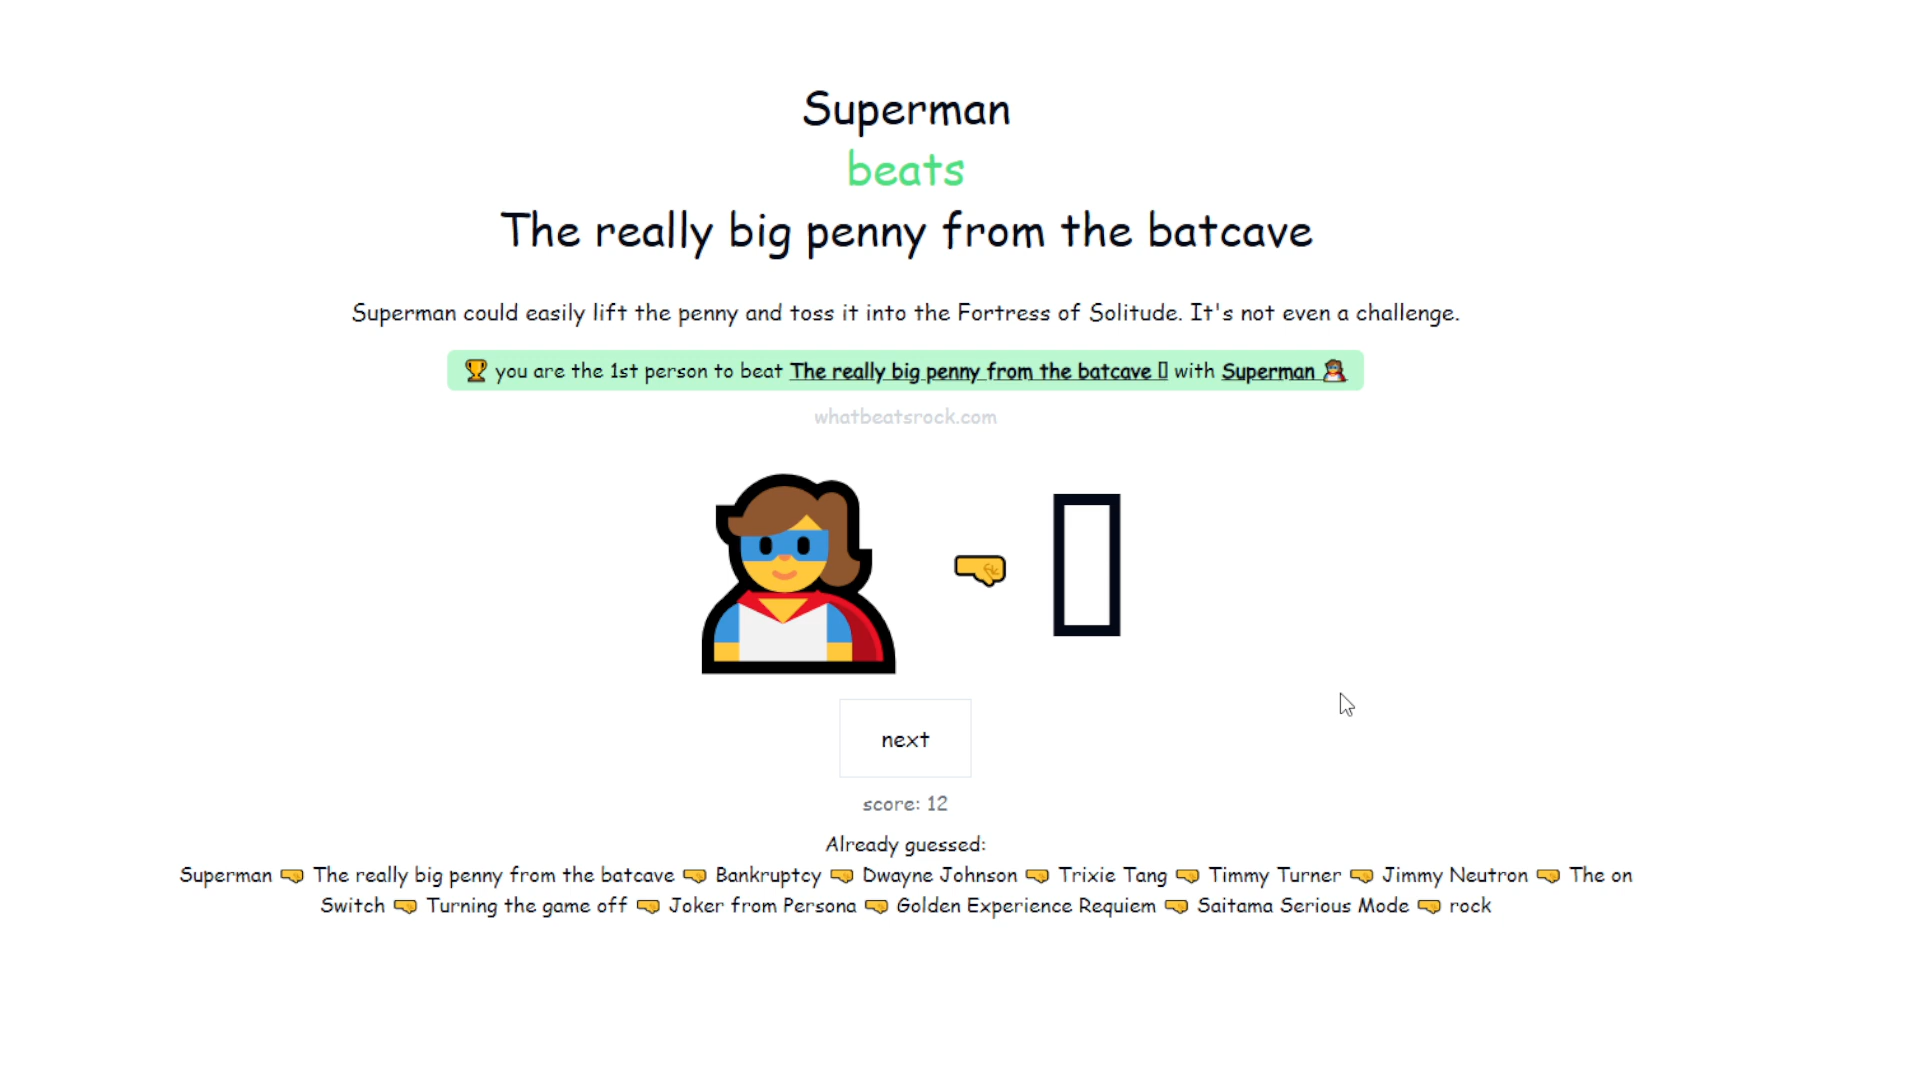 Superman
beats
The really big penny from the batcave
Superman could easily lift the penny and toss it into the Fortress of Solitude. It's not even a challenge.
🏆 you are the 1st person to beat The really big penny from the batcave ▯ with Superman 🦸
whatbeatsrock.com
next
score: 12
Already guessed:
Superman 🤜 The really big penny from the batcave 🤜 Bankruptcy 🤜 Dwayne Johnson 🤜 Trixie Tang 🤜 Timmy Turner 🤜 Jimmy Neutron 🤜 The on
Switch 🤜 Turning the game off 🤜 Joker from Persona 🤜 Golden Experience Requiem 🤜 Saitama Serious Mode 🤜 rock